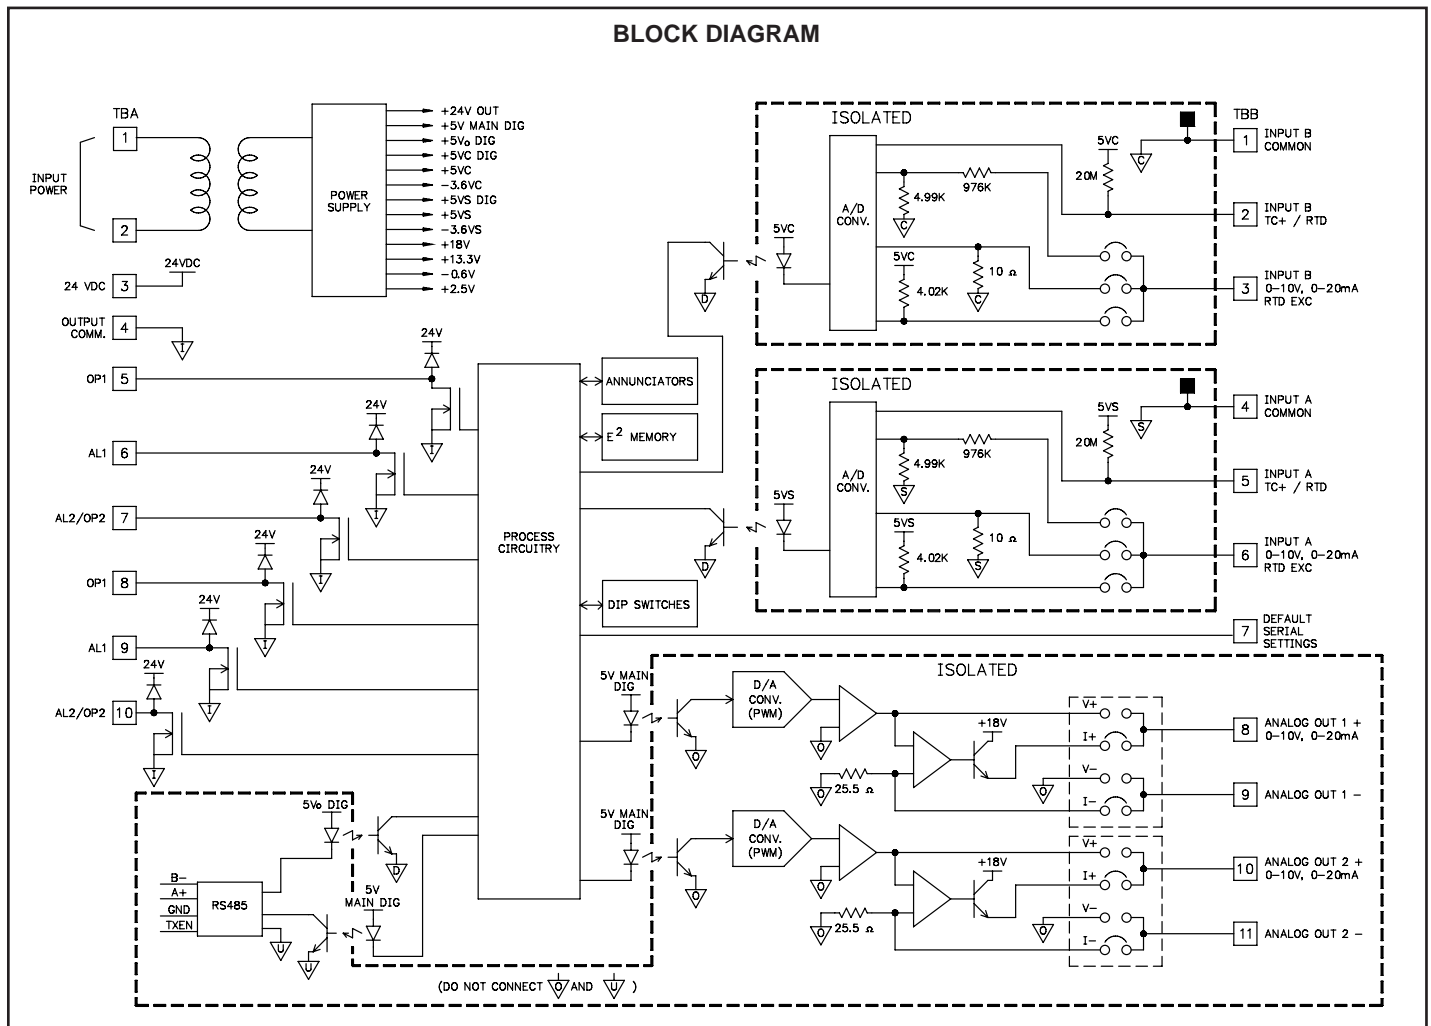 BLOCK DIAGRAM
TBA
1
INPUT
POWER
2
24 VDC
3
24VDC
OUTPUT
COMM.
4
I
POWER
SUPPLY
+24V OUT
+5V MAIN DIG
+5Vo DIG
+5VC DIG
+5VC
-3.6VC
+5VS DIG
+5VS
-3.6VS
+18V
+13.3V
-0.6V
+2.5V
OP1
5
24V
I
AL1
6
24V
I
AL2/OP2
7
24V
I
OP1
8
24V
I
AL1
9
24V
I
AL2/OP2
10
24V
I
PROCESS
CIRCUITRY
ANNUNCIATORS
E2 MEMORY
DIP SWITCHES
ISOLATED
TBB
A/D
CONV.
5VC
D
4.99K
C
976K
5VC
4.02K
10 Ω
C
5VC
20M
C
1
INPUT B
COMMON
2
INPUT B
TC+ / RTD
3
INPUT B
0-10V, 0-20mA
RTD EXC
ISOLATED
A/D
CONV.
5VS
D
4.99K
S
976K
5VS
4.02K
10 Ω
S
5VS
20M
S
4
INPUT A
COMMON
5
INPUT A
TC+ / RTD
6
INPUT A
0-10V, 0-20mA
RTD EXC
7
DEFAULT
SERIAL
SETTINGS
ISOLATED
5V MAIN
DIG
O
D/A
CONV.
(PWM)
O
O
25.5 Ω
+18V
V+
I+
V-
I-
O
8
ANALOG OUT 1 +
0-10V, 0-20mA
9
ANALOG OUT 1 -
5V MAIN
DIG
O
D/A
CONV.
(PWM)
O
O
25.5 Ω
+18V
V+
I+
V-
I-
O
10
ANALOG OUT 2 +
0-10V, 0-20mA
11
ANALOG OUT 2 -
5Vo DIG
D
B-
A+
GND
TXEN
RS485
U
U
5V
MAIN DIG
(DO NOT CONNECT O AND U )